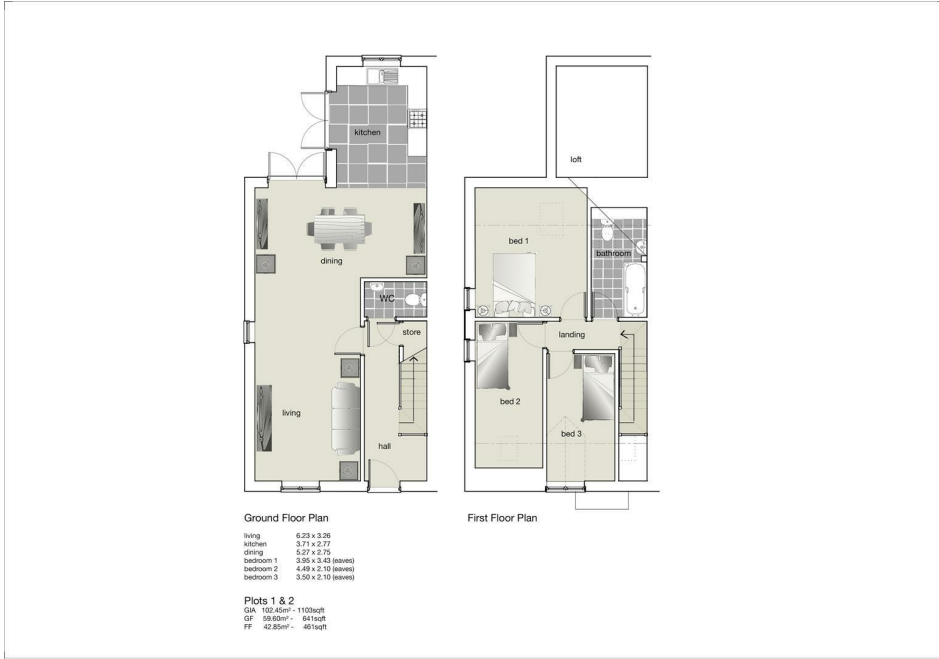 kitchen
dining
WC
store
living
hall
loft
bed 1
bathroom
landing
bed 2
bed 3
Ground Floor Plan
First Floor Plan
living 6.23 x 3.26
kitchen 3.71 x 2.77
dining 5.27 x 2.75
bedroom 1 3.95 x 3.43 (eaves)
bedroom 2 4.49 x 2.10 (eaves)
bedroom 3 3.50 x 2.10 (eaves)
Plots 1 & 2
GIA 102.45m² - 1103sqft
GF 59.60m² - 641sqft
FF 42.85m² - 461sqft